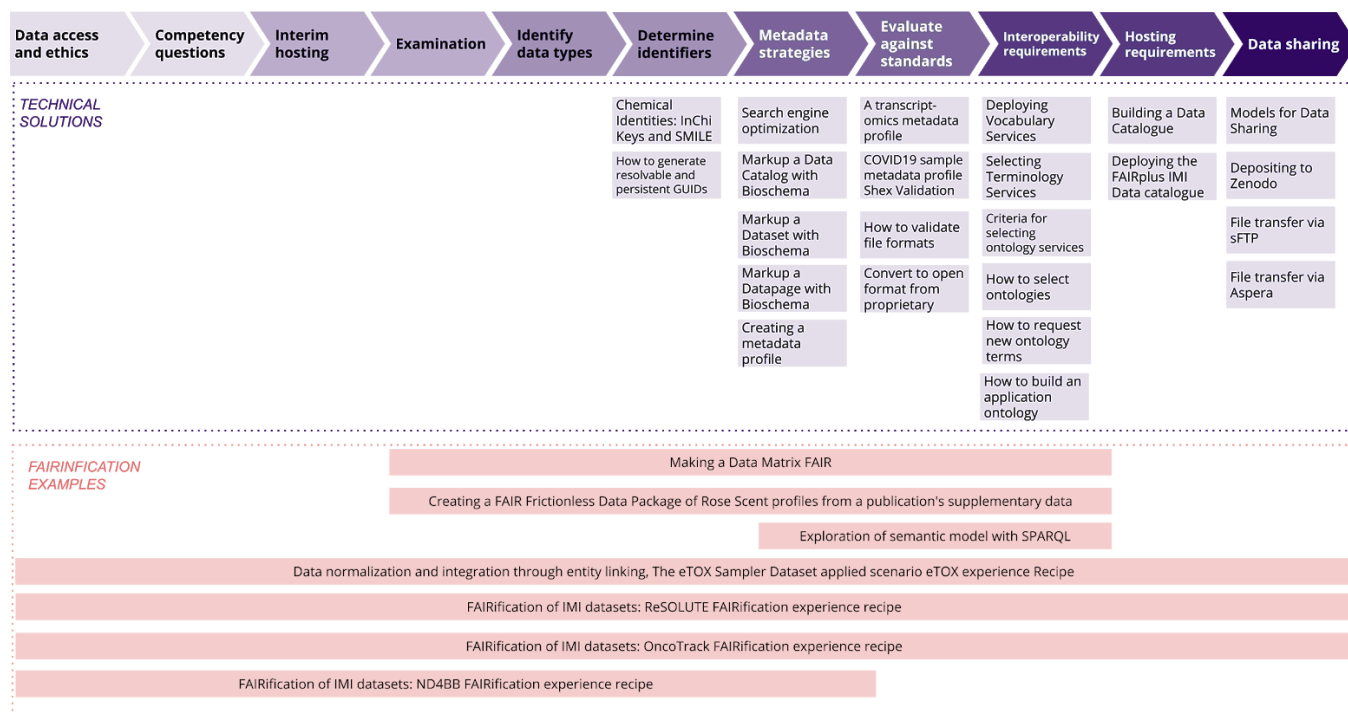 Data access
and ethics
Competency
questions
Interim
hosting
Examination
Identify
data types
Determine
identifiers
Metadata
strategies
Evaluate
against
standards
Interoperability
requirements
Hosting
requirements
Data sharing
TECHNICAL
SOLUTIONS
Chemical
Identities: InChi
Keys and SMILE
How to generate
resolvable and
persistent GUIDs
Search engine
optimization
Markup a Data
Catalog with
Bioschema
Markup a
Dataset with
Bioschema
Markup a
Datapage with
Bioschema
Creating a
metadata
profile
A transcript-
omics metadata
profile
COVID19 sample
metadata profile
Shex Validation
How to validate
file formats
Convert to open
format from
proprietary
Deploying
Vocabulary
Services
Selecting
Terminology
Services
Criteria for
selecting
ontology services
How to select
ontologies
How to request
new ontology
terms
How to build an
application
ontology
Building a Data
Catalogue
Deploying the
FAIRplus IMI
Data catalogue
Models for Data
Sharing
Depositing to
Zenodo
File transfer via
sFTP
File transfer via
Aspera
FAIRINFICATION
EXAMPLES
Making a Data Matrix FAIR
Creating a FAIR Frictionless Data Package of Rose Scent profiles from a publication's supplementary data
Exploration of semantic model with SPARQL
Data normalization and integration through entity linking, The eTOX Sampler Dataset applied scenario eTOX experience Recipe
FAIRification of IMI datasets: ReSOLUTE FAIRification experience recipe
FAIRification of IMI datasets: OncoTrack FAIRification experience recipe
FAIRification of IMI datasets: ND4BB FAIRification experience recipe